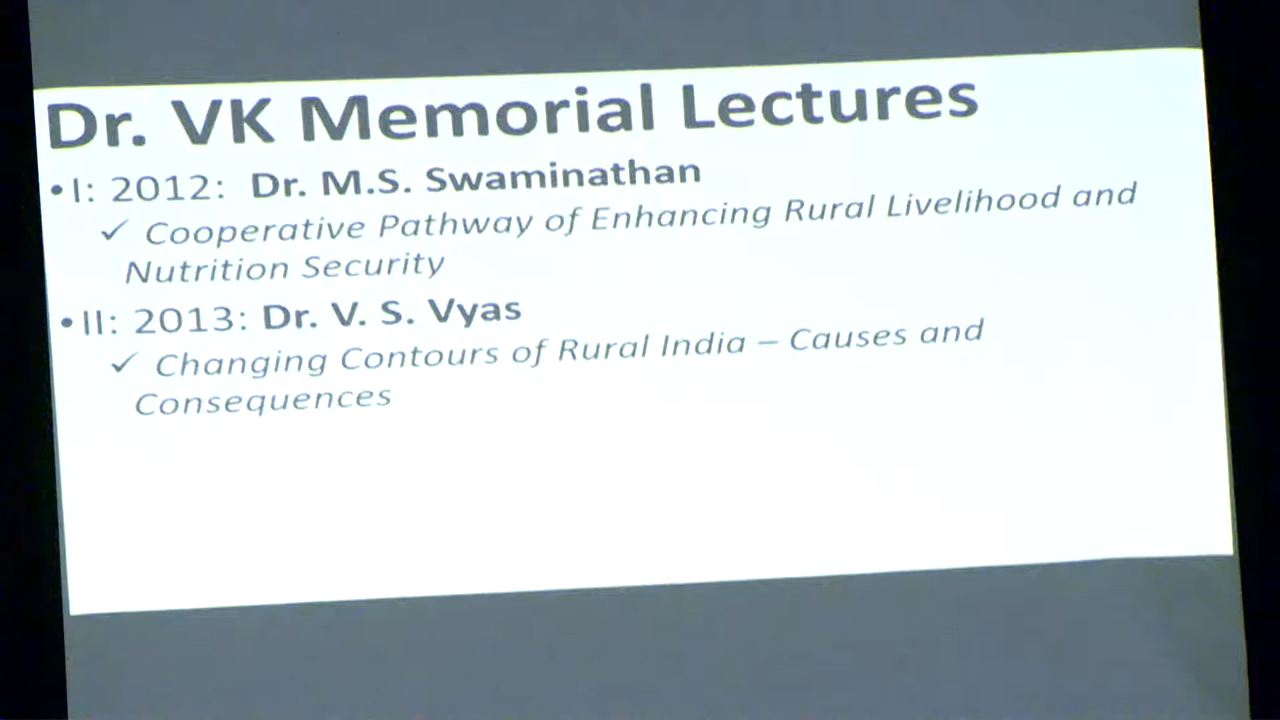 Dr. VK Memorial Lectures
•I: 2012: Dr. M.S. Swaminathan
✓ Cooperative Pathway of Enhancing Rural Livelihood and
Nutrition Security
•II: 2013: Dr. V. S. Vyas
✓ Changing Contours of Rural India – Causes and
Consequences